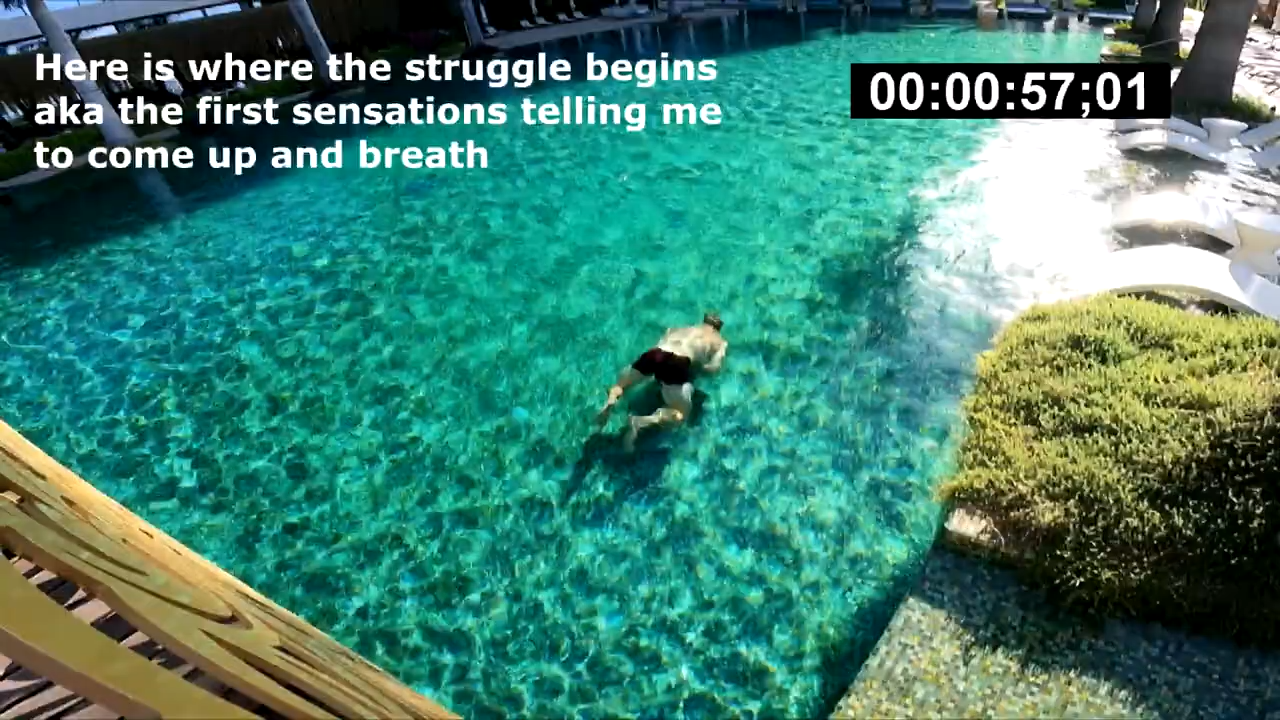 Here is where the struggle begins
aka the first sensations telling me
to come up and breath
00:00:57;01